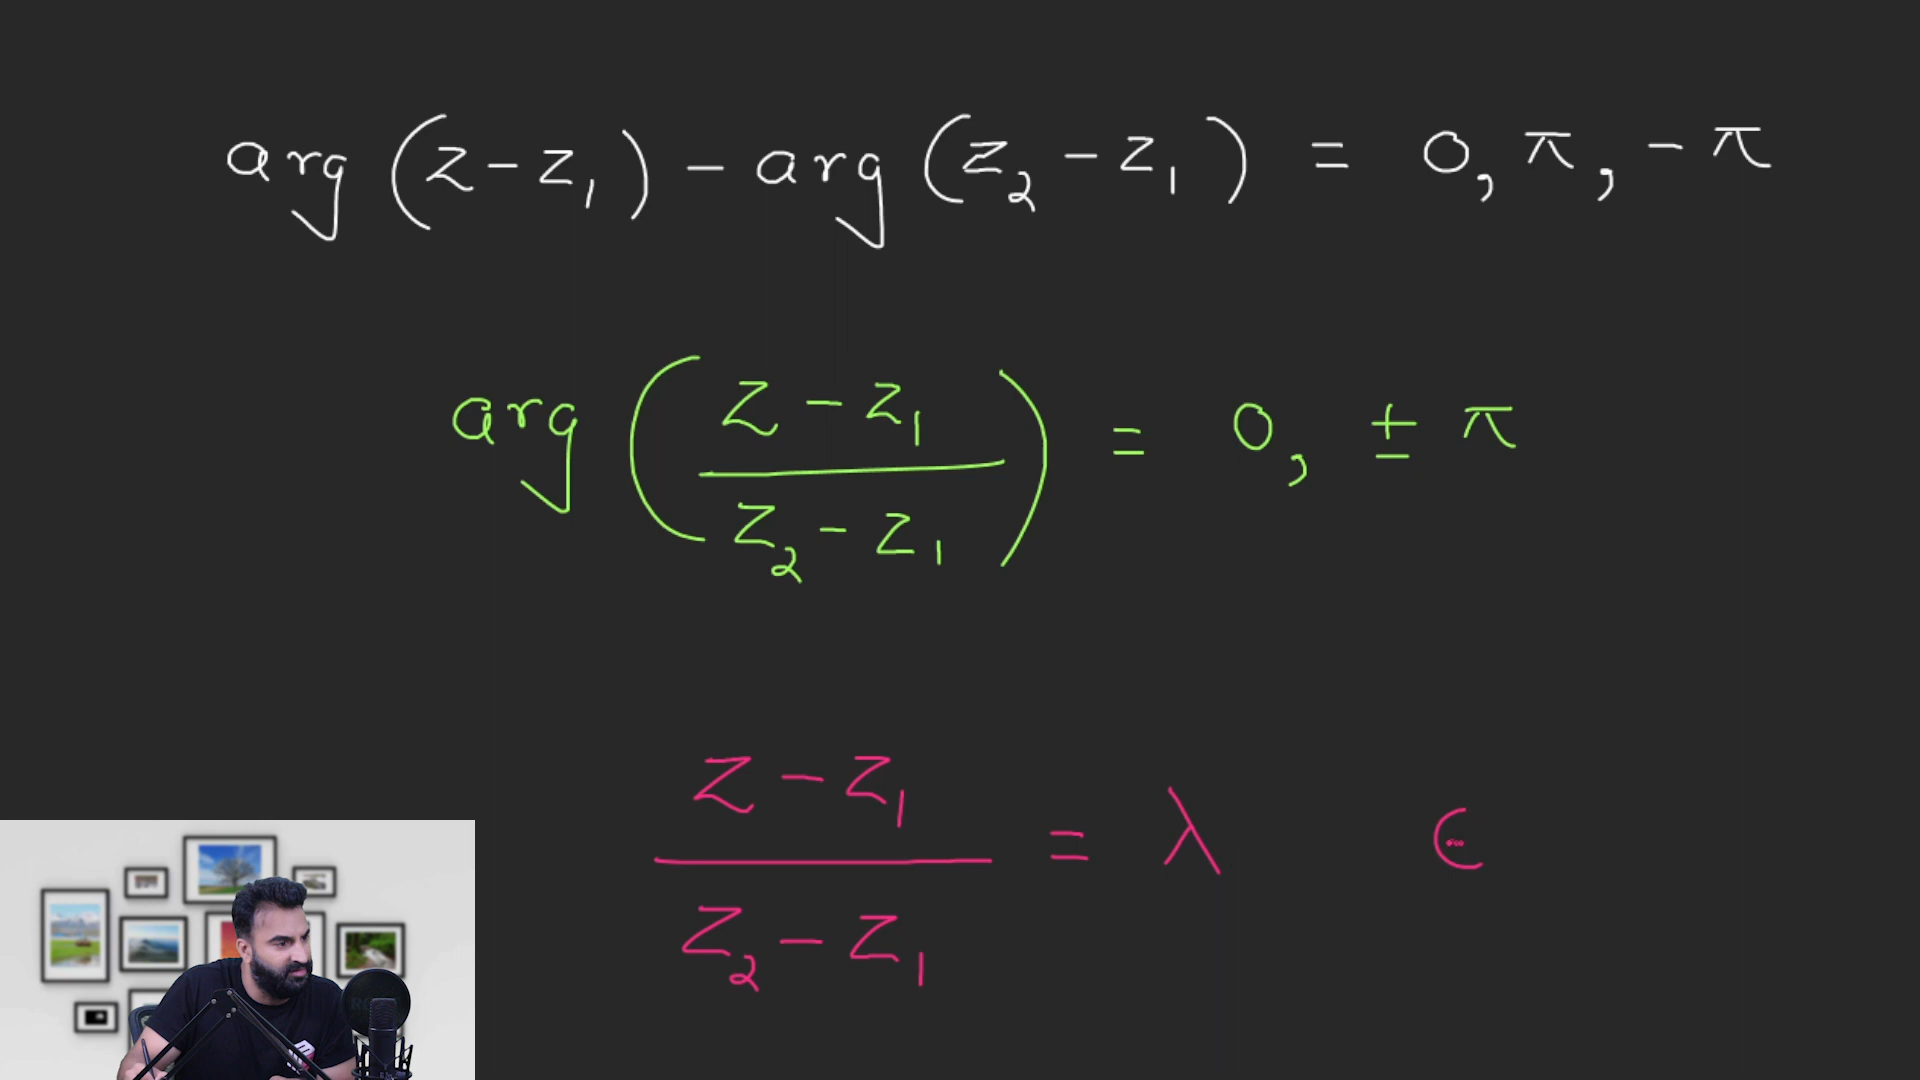 arg (z - z₁) - arg (z₂ - z₁) = 0, π, - π
arg ( (z - z₁) / (z₂ - z₁) ) = 0, ± π
(z - z₁) / (z₂ - z₁) = λ ∈